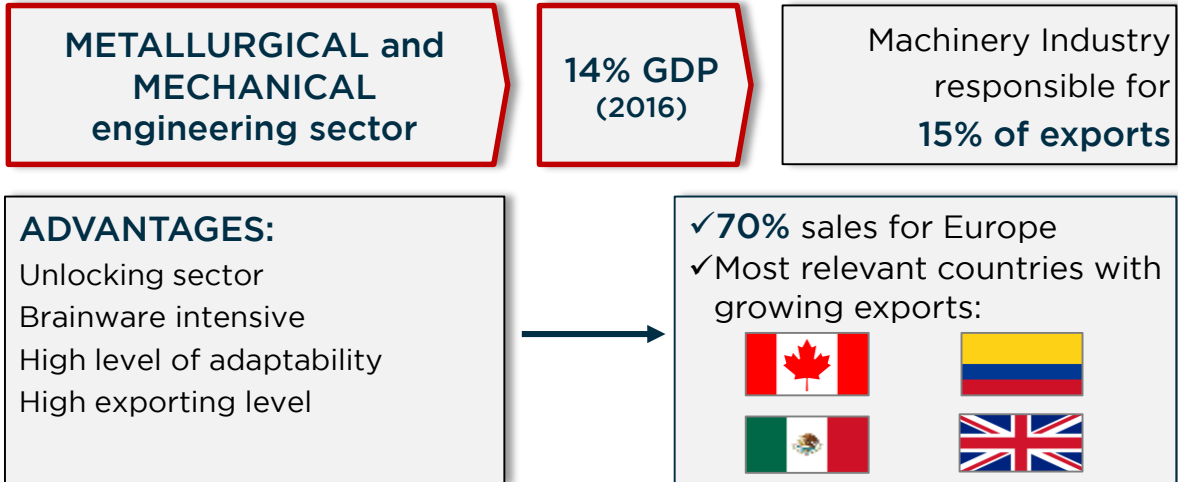 METALLURGICAL and
MECHANICAL
engineering sector
14% GDP
(2016)
Machinery Industry
responsible for
15% of exports
ADVANTAGES:
Unlocking sector
Brainware intensive
High level of adaptability
High exporting level
✓70% sales for Europe
✓Most relevant countries with
growing exports: